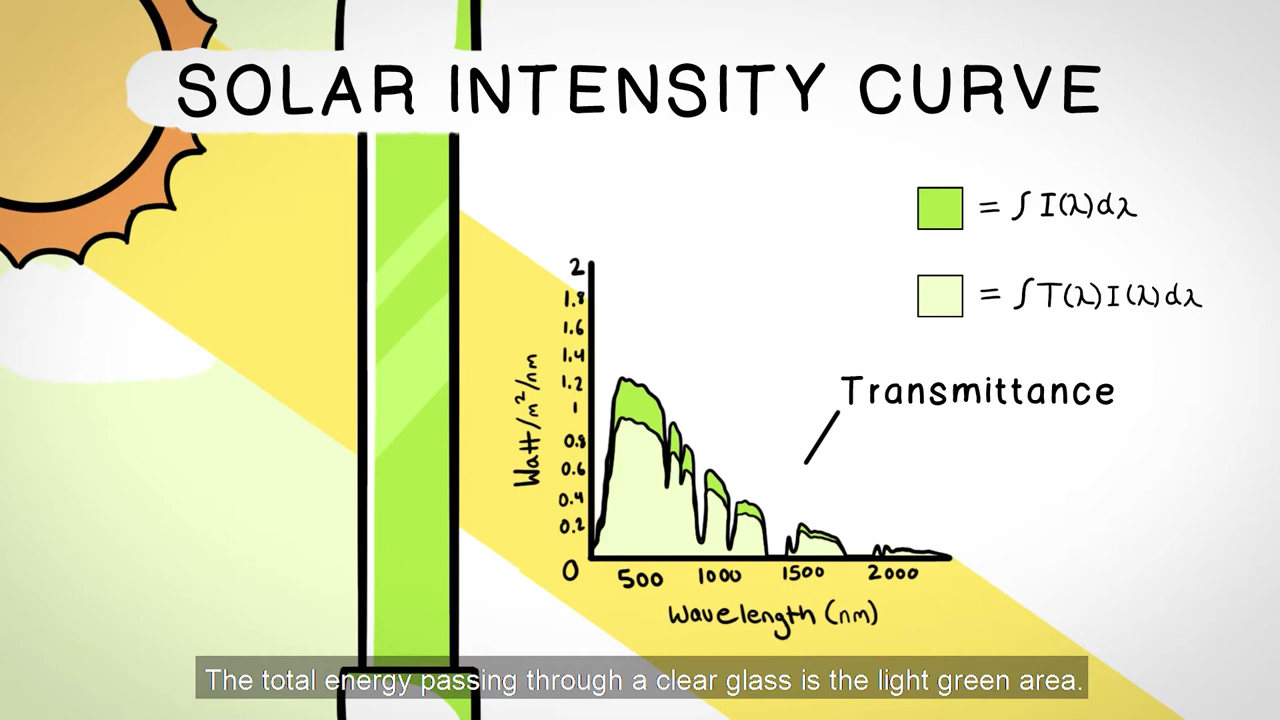 SOLAR INTENSITY CURVE
= ∫ I(λ)dλ
= ∫T(λ)I(λ)dλ
Transmittance
2
1.8
1.6
1.4
1.2
1
0.8
0.6
0.4
0.2
0
Watt/m²/nm
500 1000 1500 2000
Wavelength (nm)
The total energy passing through a clear glass is the light green area.